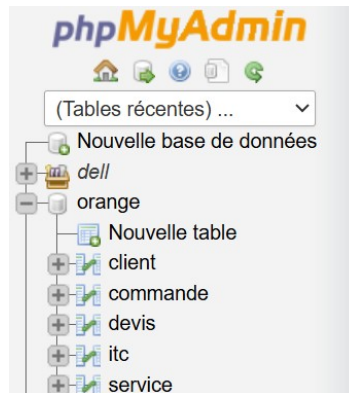 phpMyAdmin
(Tables récentes) ...
Nouvelle base de données
dell
orange
Nouvelle table
client
commande
devis
itc
service